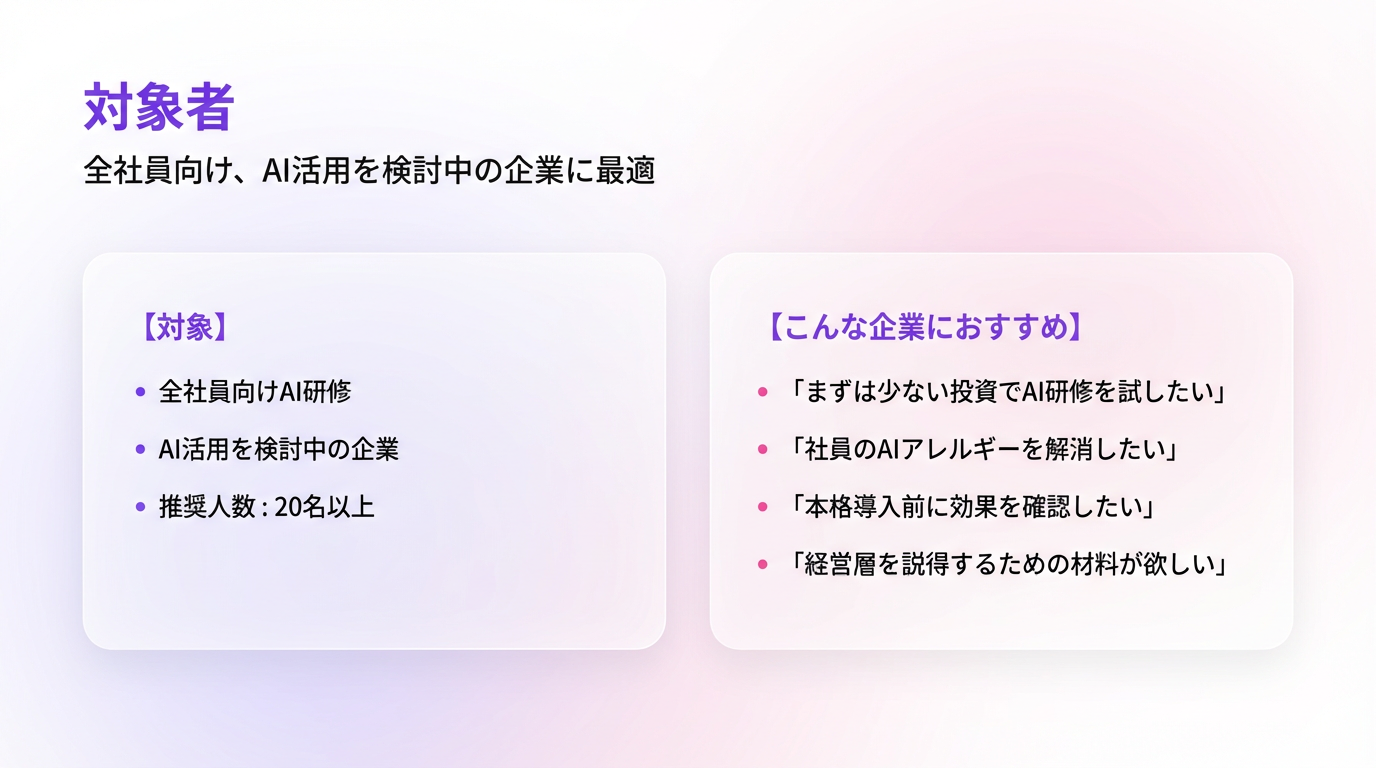 対象者
全社員向け、AI活用を検討中の企業に最適
【対象】
• 全社員向けAI研修
• AI活用を検討中の企業
• 推奨人数 : 20名以上
【こんな企業におすすめ】
• 「まずは少ない投資でAI研修を試したい」
• 「社員のAIアレルギーを解消したい」
• 「本格導入前に効果を確認したい」
• 「経営層を説得するための材料が欲しい」